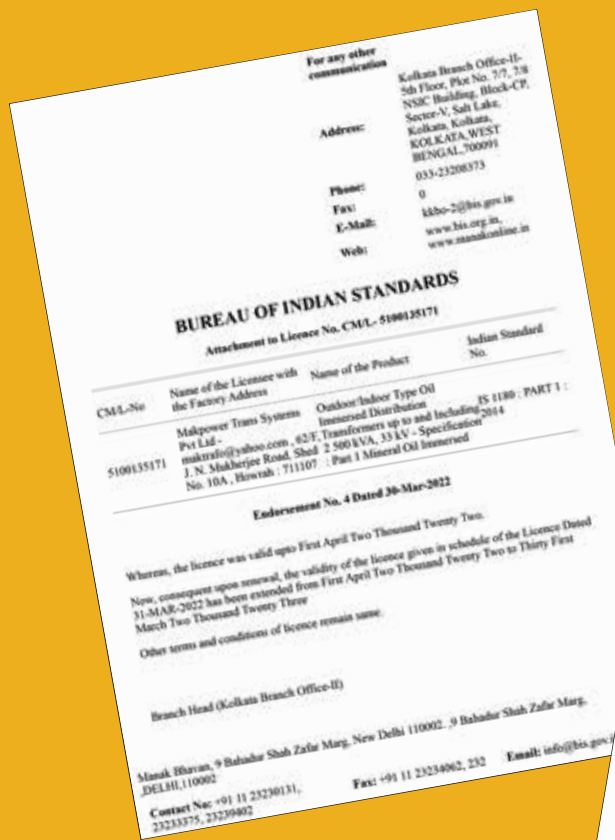 For any other
communication
Address:
Kolkata Branch Office-II-
5th Floor, Plot No. 7/7, 7/8
NSIC Building, Block-CP,
Sector-V, Salt Lake,
Kolkata, Kolkata,
KOLKATA,WEST
BENGAL,700091
Phone: 033-23208373
Fax: 0
E-Mail: kkbo-2@bis.gov.in
Web: www.bis.org.in,
www.manakonline.in
BUREAU OF INDIAN STANDARDS
Attachment to Licence No. CM/L- 5100135171
CM/L-No
Name of the Licensee with
the Factory Address
Name of the Product
Indian Standard
No.
5100135171
Makpower Trans Systems
Pvt Ltd -
maktrafo@yahoo.com , 62/F,
J. N. Mukherjee Road, Shed
No. 10A , Howrah : 711107
Outdoor/Indoor Type Oil
Immersed Distribution
Transformers up to and Including
2 500 kVA, 33 kV - Specification
: Part 1 Mineral Oil Immersed
IS 1180 : PART 1 :
2014
Endorsement No. 4 Dated 30-Mar-2022
Whereas, the licence was valid upto First April Two Thousand Twenty Two.
Now, consequent upon renewal, the validity of the licence given in schedule of the Licence Dated
31-MAR-2022 has been extended from First April Two Thousand Twenty Two to Thirty First
March Two Thousand Twenty Three
Other terms and conditions of licence remain same.
Branch Head (Kolkata Branch Office-II)
Manak Bhavan, 9 Bahadur Shah Zafar Marg, New Delhi 110002. ,9 Bahadur Shah Zafar Marg,
,DELHI,110002
Contact No: +91 11 23230131,
23233375, 23239402
Fax: +91 11 23234062, 232
Email: info@bis.gov.i